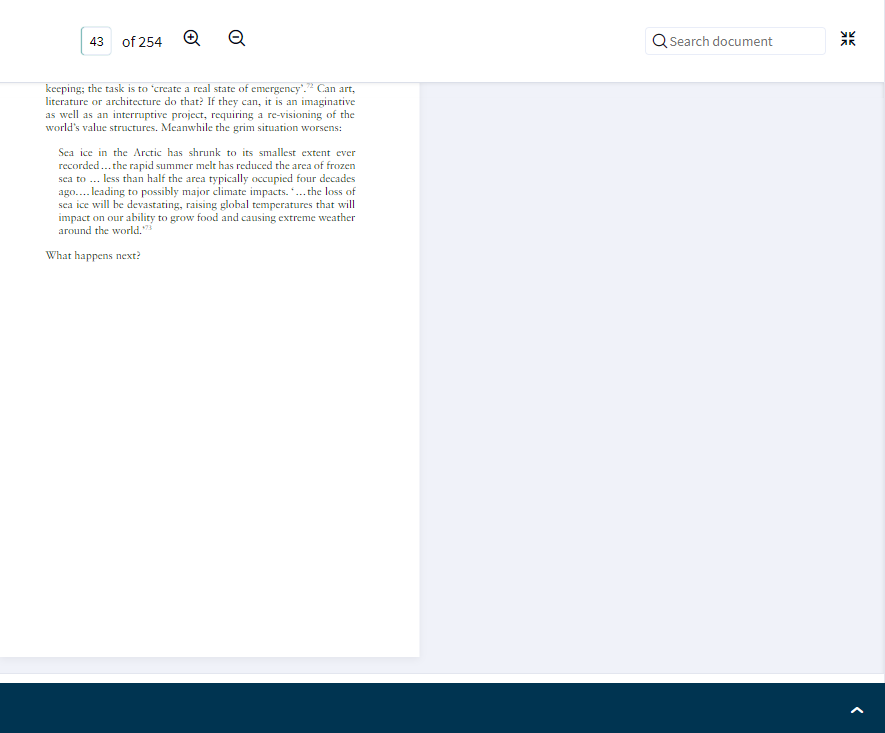 43 of 254 Search document
keeping; the task is to ‘create a real state of emergency’.72 Can art,
literature or architecture do that? If they can, it is an imaginative
as well as an interruptive project, requiring a re-visioning of the
world’s value structures. Meanwhile the grim situation worsens:
Sea ice in the Arctic has shrunk to its smallest extent ever
recorded…the rapid summer melt has reduced the area of frozen
sea to … less than half the area typically occupied four decades
ago.… leading to possibly major climate impacts. ‘…the loss of
sea ice will be devastating, raising global temperatures that will
impact on our ability to grow food and causing extreme weather
around the world.’73
What happens next?